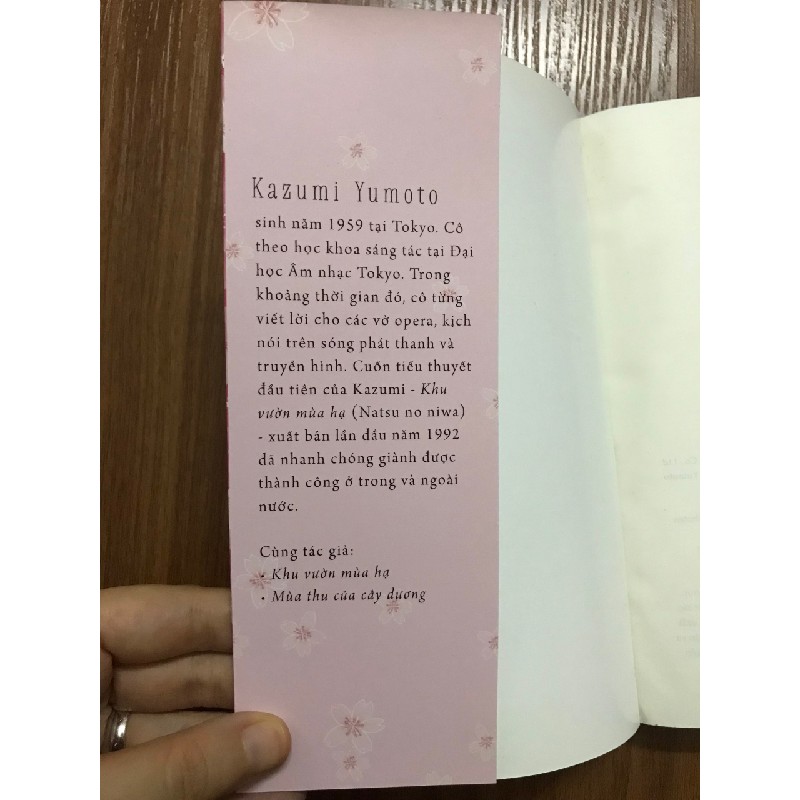 Kazumi Yumoto
sinh năm 1959 tại Tokyo. Cô
theo học khoa sáng tác tại Đại
học Âm nhạc Tokyo. Trong
khoảng thời gian đó, cô từng
viết lời cho các vở opera, kịch
nói trên sóng phát thanh và
truyền hình. Cuốn tiểu thuyết
đầu tiên của Kazumi - Khu
vườn mùa hạ (Natsu no niwa)
- xuất bản lần đầu năm 1992
đã nhanh chóng giành được
thành công ở trong và ngoài
nước.
Cùng tác giả:
- Khu vườn mùa hạ
- Mùa thu của cây dương